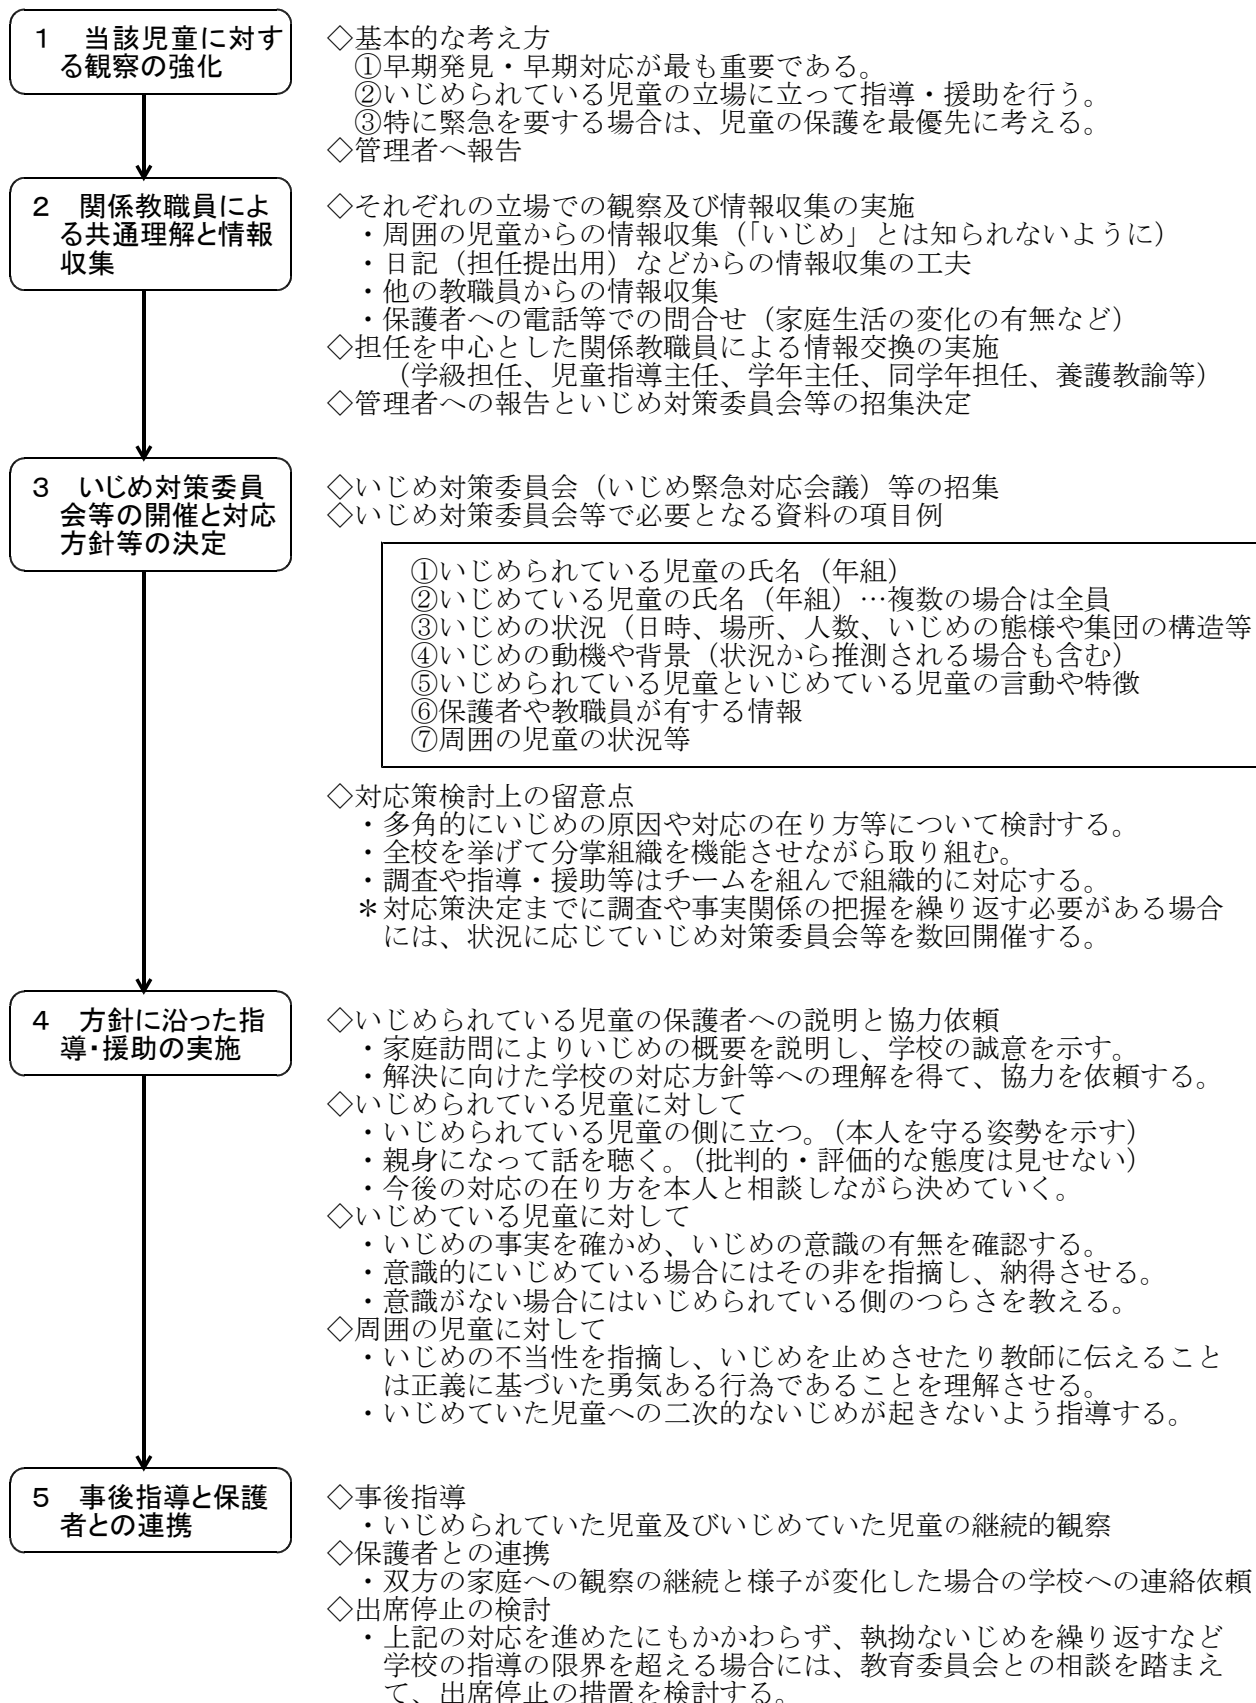 １　当該児童に対す
る観察の強化
◇基本的な考え方
①早期発見・早期対応が最も重要である。
②いじめられている児童の立場に立って指導・援助を行う。
③特に緊急を要する場合は、児童の保護を最優先に考える。
◇管理者へ報告
２　関係教職員によ
る共通理解と情報
収集
◇それぞれの立場での観察及び情報収集の実施
・周囲の児童からの情報収集（「いじめ」とは知られないように）
・日記（担任提出用）などからの情報収集の工夫
・他の教職員からの情報収集
・保護者への電話等での問合せ（家庭生活の変化の有無など）
◇担任を中心とした関係教職員による情報交換の実施
（学級担任、児童指導主任、学年主任、同学年担任、養護教諭等）
◇管理者への報告といじめ対策委員会等の招集決定
３　いじめ対策委員
会等の開催と対応
方針等の決定
◇いじめ対策委員会（いじめ緊急対応会議）等の招集
◇いじめ対策委員会等で必要となる資料の項目例
①いじめられている児童の氏名（年組）
②いじめている児童の氏名（年組）…複数の場合は全員
③いじめの状況（日時、場所、人数、いじめの態様や集団の構造等
④いじめの動機や背景（状況から推測される場合も含む）
⑤いじめられている児童といじめている児童の言動や特徴
⑥保護者や教職員が有する情報
⑦周囲の児童の状況等
◇対応策検討上の留意点
・多角的にいじめの原因や対応の在り方等について検討する。
・全校を挙げて分掌組織を機能させながら取り組む。
・調査や指導・援助等はチームを組んで組織的に対応する。
＊対応策決定までに調査や事実関係の把握を繰り返す必要がある場合
には、状況に応じていじめ対策委員会等を数回開催する。
４　方針に沿った指
導・援助の実施
◇いじめられている児童の保護者への説明と協力依頼
・家庭訪問によりいじめの概要を説明し、学校の誠意を示す。
・解決に向けた学校の対応方針等への理解を得て、協力を依頼する。
◇いじめられている児童に対して
・いじめられている児童の側に立つ。（本人を守る姿勢を示す）
・親身になって話を聴く。（批判的・評価的な態度は見せない）
・今後の対応の在り方を本人と相談しながら決めていく。
◇いじめている児童に対して
・いじめの事実を確かめ、いじめの意識の有無を確認する。
・意識的にいじめている場合にはその非を指摘し、納得させる。
・意識がない場合にはいじめられている側のつらさを教える。
◇周囲の児童に対して
・いじめの不当性を指摘し、いじめを止めさせたり教師に伝えること
は正義に基づいた勇気ある行為であることを理解させる。
・いじめていた児童への二次的ないじめが起きないよう指導する。
５　事後指導と保護
者との連携
◇事後指導
・いじめられていた児童及びいじめていた児童の継続的観察
◇保護者との連携
・双方の家庭への観察の継続と様子が変化した場合の学校への連絡依頼
◇出席停止の検討
・上記の対応を進めたにもかかわらず、執拗ないじめを繰り返すなど
学校の指導の限界を超える場合には、教育委員会との相談を踏まえ
て、出席停止の措置を検討する。